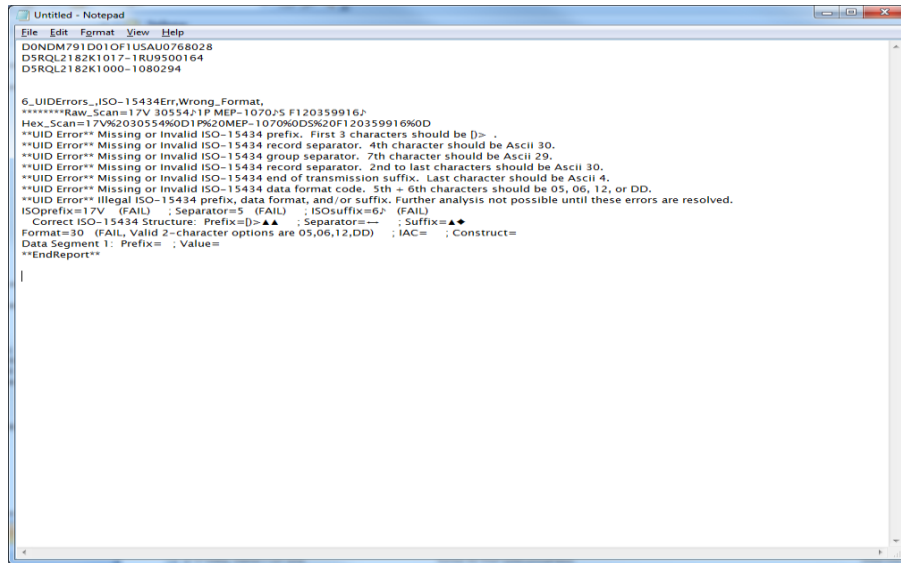 Untitled - Notepad
File Edit Format View Help
D0NDM791D01OF1USAU0768028
D5RQL2182K1017-1RU9500164
D5RQL2182K1000-1080294
6_UIDErrors_,ISO-15434Err,Wrong_Format,
********Raw_Scan=17V 30554♪1P MEP-1070♪S F120359916♪
Hex_Scan=17V%2030554%0D1P%20MEP-1070%0DS%20F120359916%0D
**UID Error** Missing or Invalid ISO-15434 prefix. First 3 characters should be [)> .
**UID Error** Missing or Invalid ISO-15434 record separator. 4th character should be Ascii 30.
**UID Error** Missing or Invalid ISO-15434 group separator. 7th character should be Ascii 29.
**UID Error** Missing or Invalid ISO-15434 record separator. 2nd to last characters should be Ascii 30.
**UID Error** Missing or Invalid ISO-15434 end of transmission suffix. Last character should be Ascii 4.
**UID Error** Missing or Invalid ISO-15434 data format code. 5th + 6th characters should be 05, 06, 12, or DD.
**UID Error** Illegal ISO-15434 prefix, data format, and/or suffix. Further analysis not possible until these errors are resolved.
ISOprefix=17V (FAIL) ; Separator=5 (FAIL) ; ISOsuffix=6♪ (FAIL)
Correct ISO-15434 Structure: Prefix=[)>▲▲ ; Separator=↔ ; Suffix=▲◆
Format=30 (FAIL, Valid 2-character options are 05,06,12,DD) ; IAC= ; Construct=
Data Segment 1: Prefix= ; Value=
**EndReport**